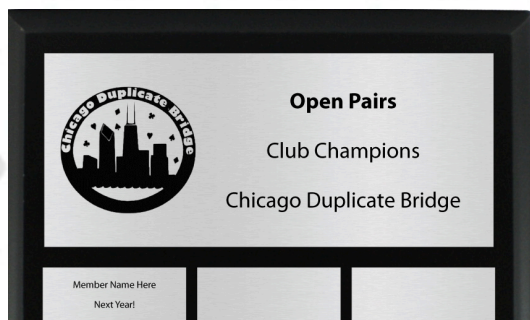 Chicago Duplicate Bridge
Open Pairs
Club Champions
Chicago Duplicate Bridge
Member Name Here
Next Year!